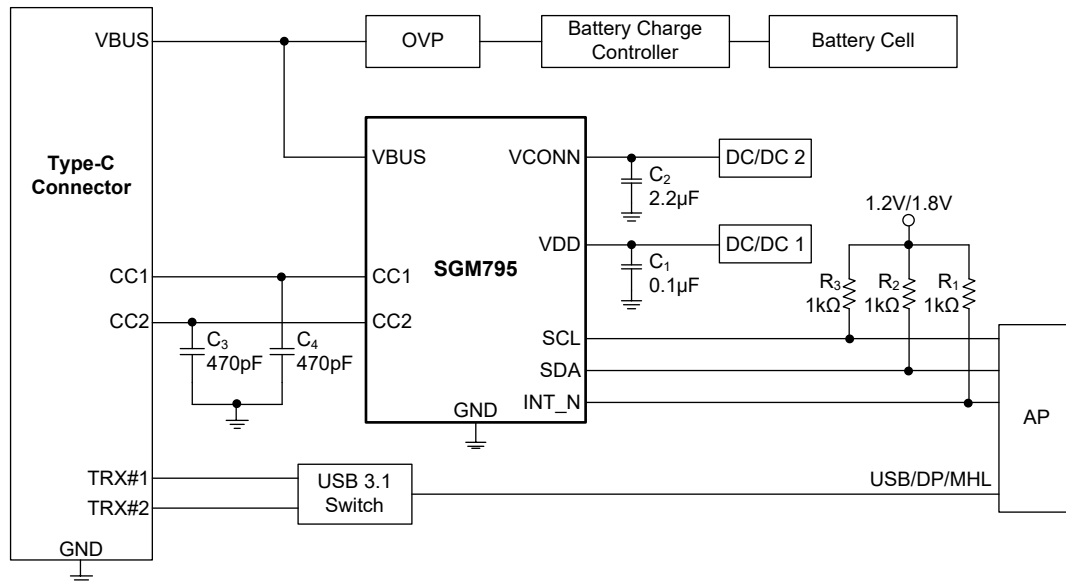 VBUS
OVP
Battery Charge
Controller
Battery Cell
Type-C
Connector
VBUS
VCONN
DC/DC 2
C2
2.2μF
1.2V/1.8V
VDD
DC/DC 1
SGM795
C1
0.1μF
CC1
CC1
R3
1kΩ
R2
1kΩ
R1
1kΩ
CC2
CC2
C3
470pF
C4
470pF
SCL
SDA
INT_N
GND
AP
TRX#1
TRX#2
USB 3.1
Switch
USB/DP/MHL
GND